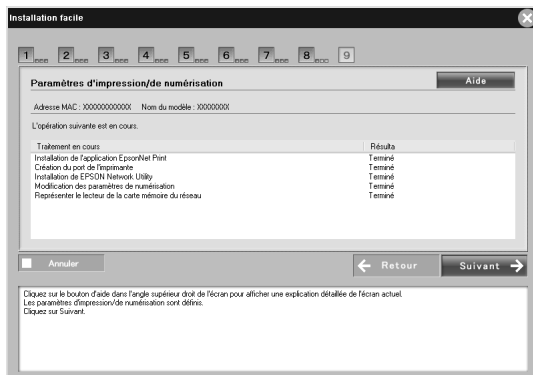 Installation facile
1 2 3 4 5 6 7 8 9
Paramètres d'impression/de numérisation
Aide
Adresse MAC : XXXXXXXXXXXX Nom du modèle : XXXXXXXX
L'opération suivante est en cours.
Traitement en cours Résulta
Installation de l'application EpsonNet Print Terminé
Création du port de l'imprimante Terminé
Installation de EPSON Network Utility Terminé
Modification des paramètres de numérisation Terminé
Représenter le lecteur de la carte mémoire du réseau Terminé
Annuler
Retour
Suivant
Cliquez sur le bouton d'aide dans l'angle supérieur droit de l'écran pour afficher une explication détaillée de l'écran actuel.
Les paramètres d'impression/de numérisation sont définis.
Cliquez sur Suivant.